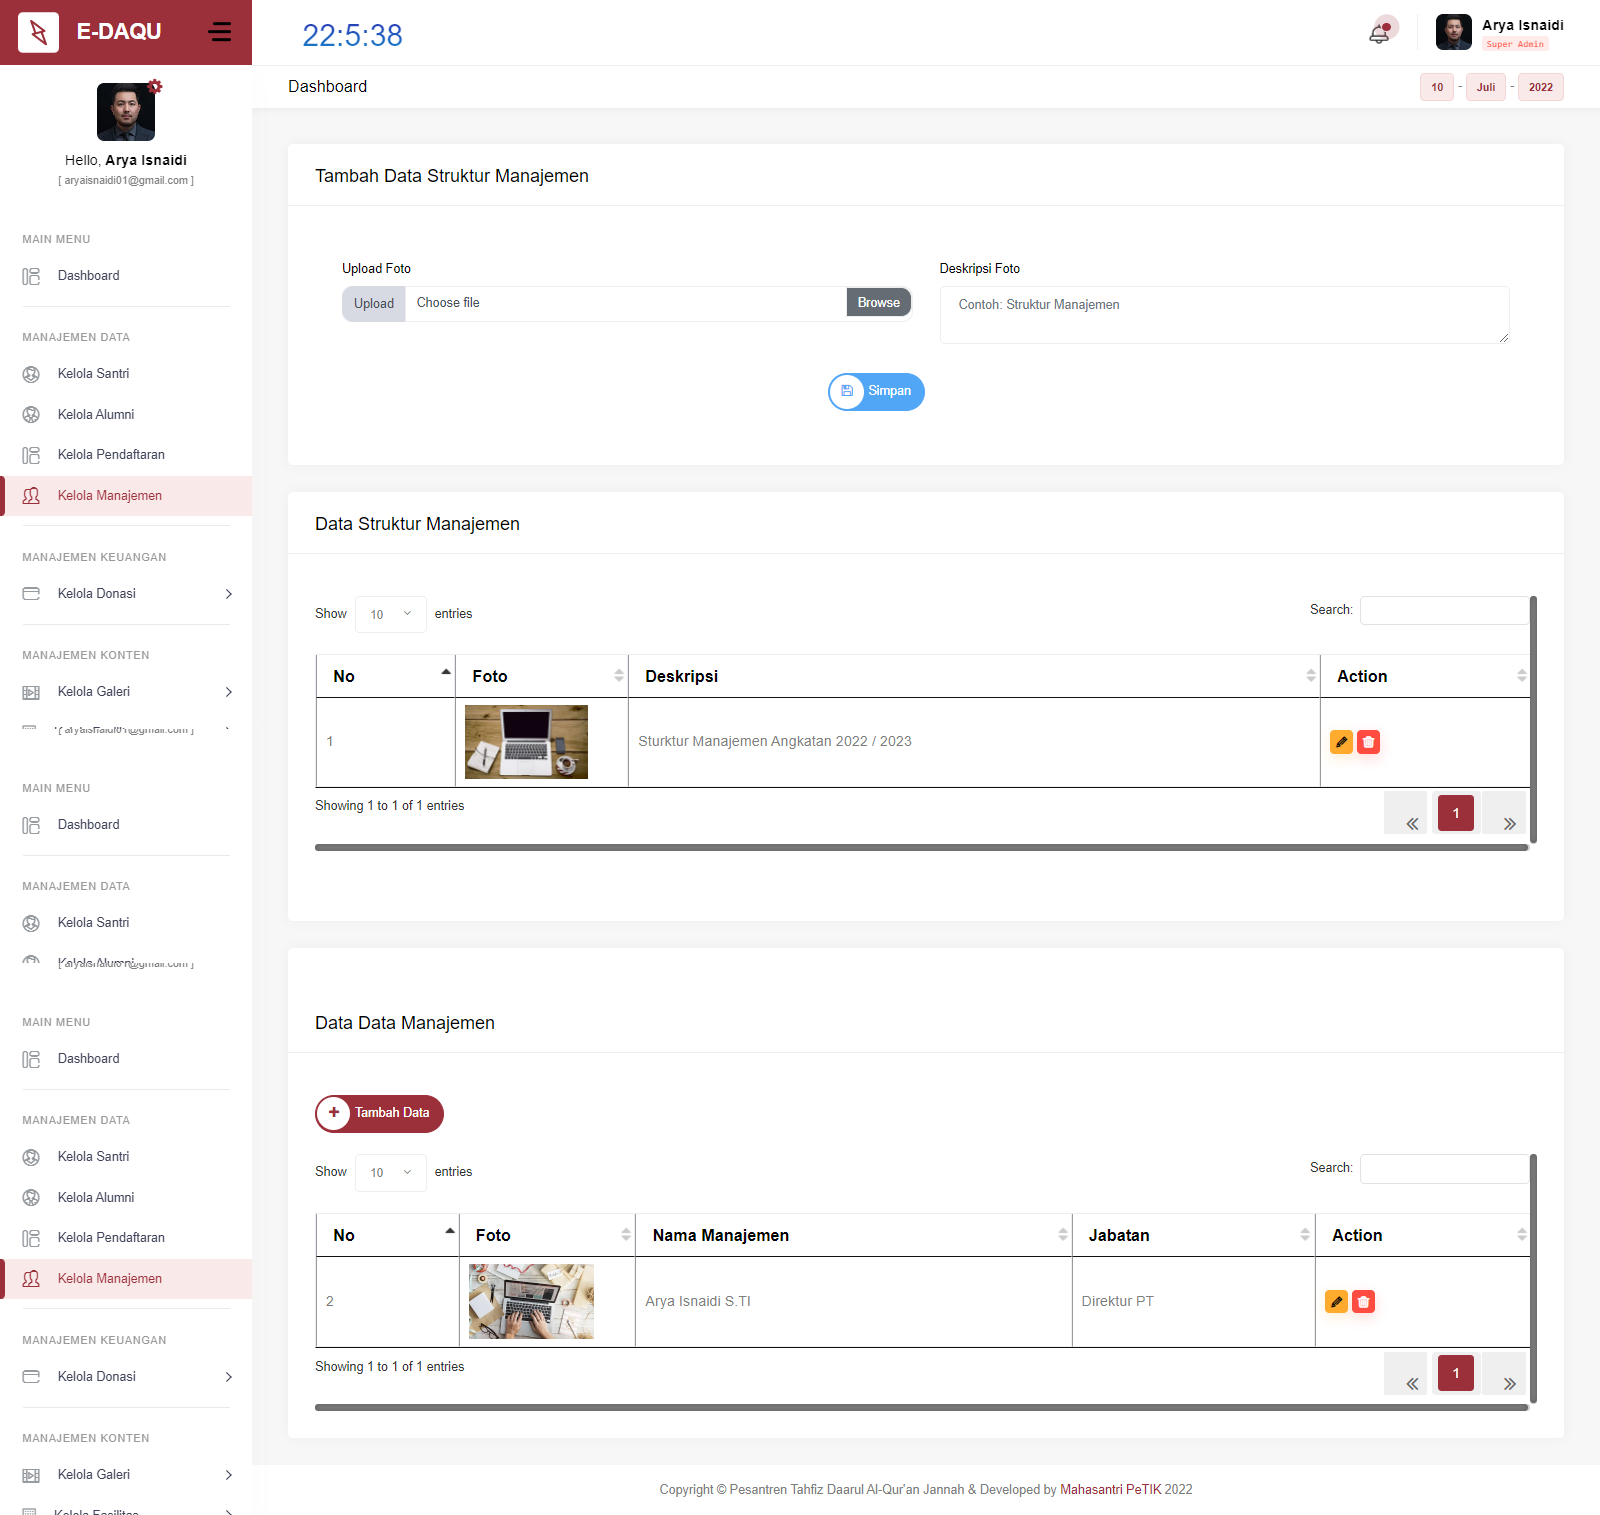 E-DAQU
22:5:38
Arya Isnaidi
Super Admin
Dashboard
10 - Juli - 2022
Hello, Arya Isnaidi
[ aryaisnaidi01@gmail.com ]
MAIN MENU
Dashboard
MANAJEMEN DATA
Kelola Santri
Kelola Alumni
Kelola Pendaftaran
Kelola Manajemen
MANAJEMEN KEUANGAN
Kelola Donasi
MANAJEMEN KONTEN
Kelola Galeri
MAIN MENU
Dashboard
MANAJEMEN DATA
Kelola Santri
Kelola Alumni
MAIN MENU
Dashboard
MANAJEMEN DATA
Kelola Santri
Kelola Alumni
Kelola Pendaftaran
Kelola Manajemen
MANAJEMEN KEUANGAN
Kelola Donasi
MANAJEMEN KONTEN
Kelola Galeri
Kelola Fasilitas
Tambah Data Struktur Manajemen
Upload Foto
Deskripsi Foto
Upload Choose file Browse
Contoh: Struktur Manajemen
Simpan
Data Struktur Manajemen
Show 10 entries
Search:
No Foto Deskripsi Action
1 Sturktur Manajemen Angkatan 2022 / 2023
Showing 1 to 1 of 1 entries
« 1 »
Data Data Manajemen
+ Tambah Data
Show 10 entries
Search:
No Foto Nama Manajemen Jabatan Action
2 Arya Isnaidi S.TI Direktur PT
Showing 1 to 1 of 1 entries
« 1 »
Copyright © Pesantren Tahfiz Daarul Al-Qur'an Jannah & Developed by Mahasantri PeTIK 2022